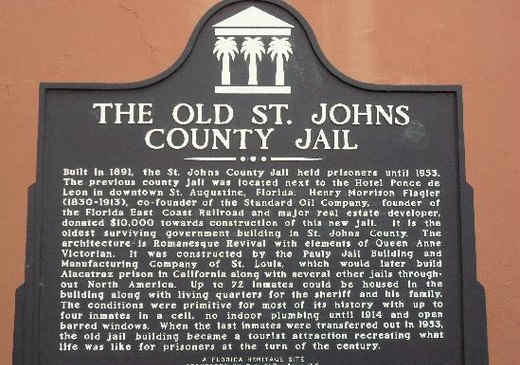 THE OLD ST. JOHNS
COUNTY JAIL
Built in 1891, the St. Johns County Jail held prisoners until 1953.
The previous county jail was located next to the Hotel Ponce de
Leon in downtown St. Augustine, Florida. Henry Morrison Flagler
(1830-1913), co-founder of the Standard Oil Company, founder of
the Florida East Coast Railroad and major real estate developer,
donated $10,000 towards construction of this new jail. It is the
oldest surviving government building in St. Johns County. The
architecture is Romanesque Revival with elements of Queen Anne
Victorian. It was constructed by the Pauly Jail Building and
Manufacturing Company of St. Louis, which would later build
Alacatraz prison in California along with several other jails through-
out North America. Up to 72 inmates could be housed in the
building along with living quarters for the sheriff and his family.
The conditions were primitive for most of its history with up to
four inmates in a cell, no indoor plumbing until 1914 and open
barred windows. When the last inmates were transferred out in 1953,
the old jail building became a tourist attraction recreating what
life was like for prisoners at the turn of the century.
A FLORIDA HERITAGE SITE